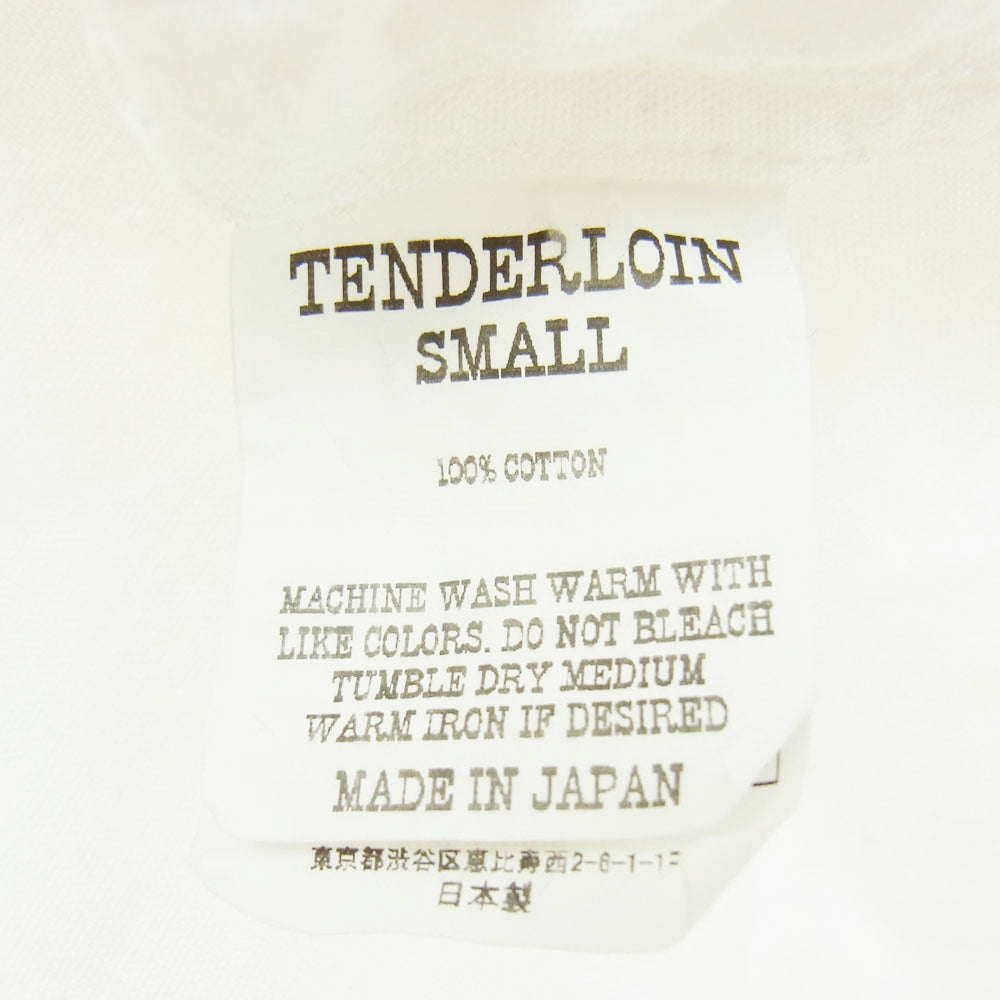 TENDERLOIN
SMALL
100% COTTON
MACHINE WASH WARM WITH
LIKE COLORS. DO NOT BLEACH
TUMBLE DRY MEDIUM
WARM IRON IF DESIRED
MADE IN JAPAN
東京都渋谷区恵比寿西2-6-1-1F
日本製